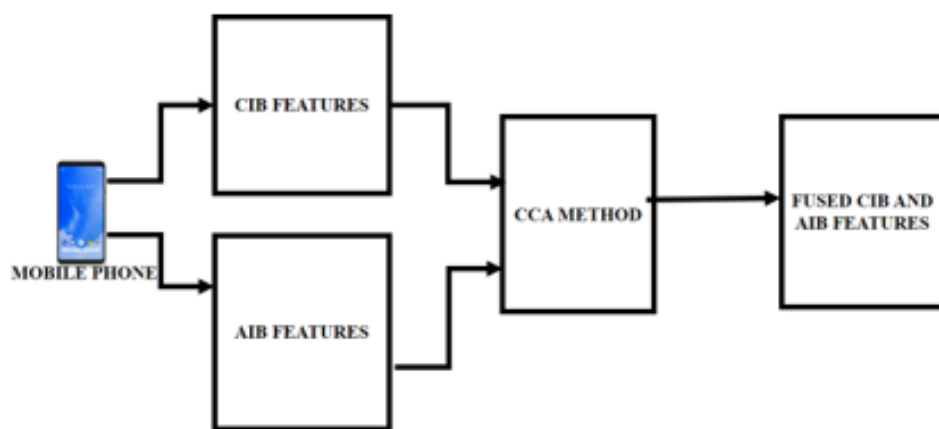 CIB FEATURES
MOBILE PHONE
AIB FEATURES
CCA METHOD
FUSED CIB AND
AIB FEATURES